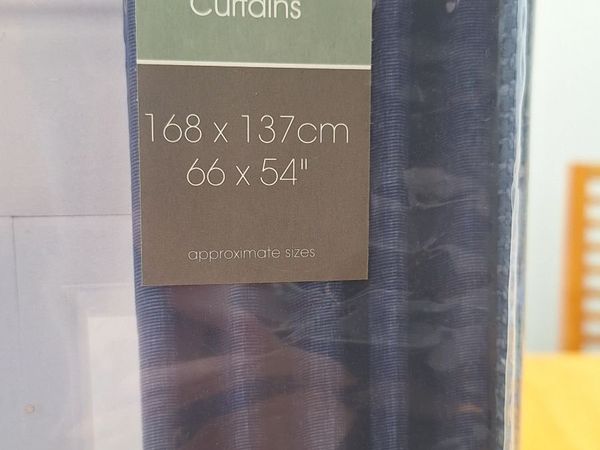 Curtains
168 x 137cm
66 x 54"
approximate sizes